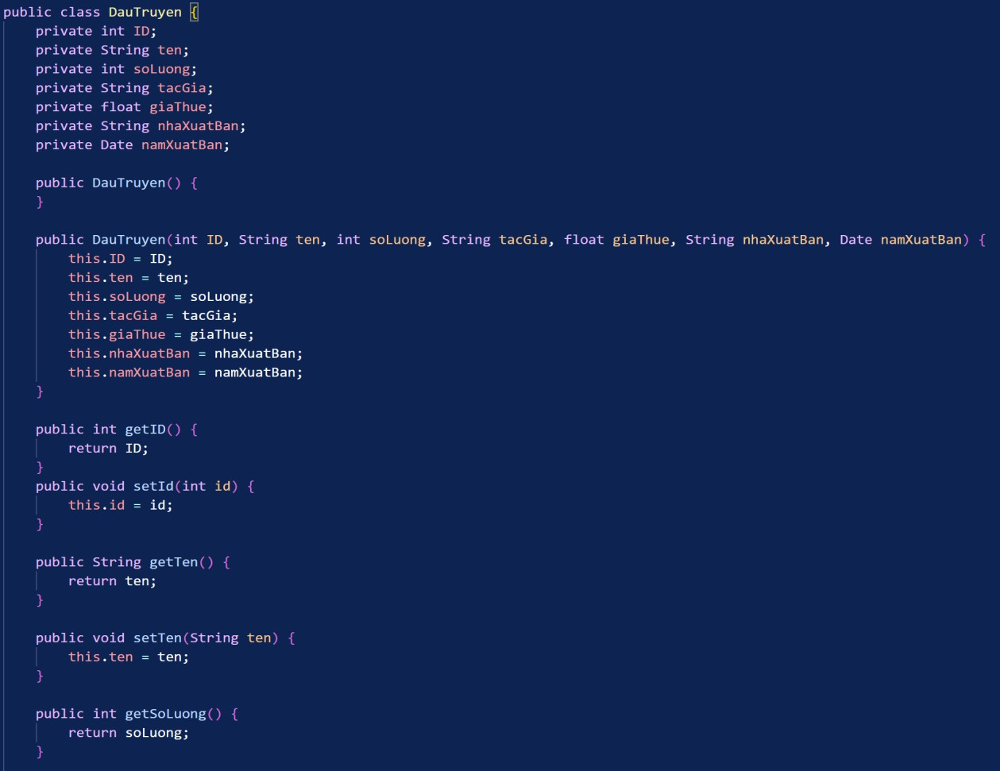 public class DauTruyen {
private int ID;
private String ten;
private int soLuong;
private String tacGia;
private float giaThue;
private String nhaXuatBan;
private Date namXuatBan;
public DauTruyen() {
}
public DauTruyen(int ID, String ten, int soLuong, String tacGia, float giaThue, String nhaXuatBan, Date namXuatBan) {
this.ID = ID;
this.ten = ten;
this.soLuong = soLuong;
this.tacGia = tacGia;
this.giaThue = giaThue;
this.nhaXuatBan = nhaXuatBan;
this.namXuatBan = namXuatBan;
}
public int getID() {
return ID;
}
public void setId(int id) {
this.id = id;
}
public String getTen() {
return ten;
}
public void setTen(String ten) {
this.ten = ten;
}
public int getSoLuong() {
return soLuong;
}